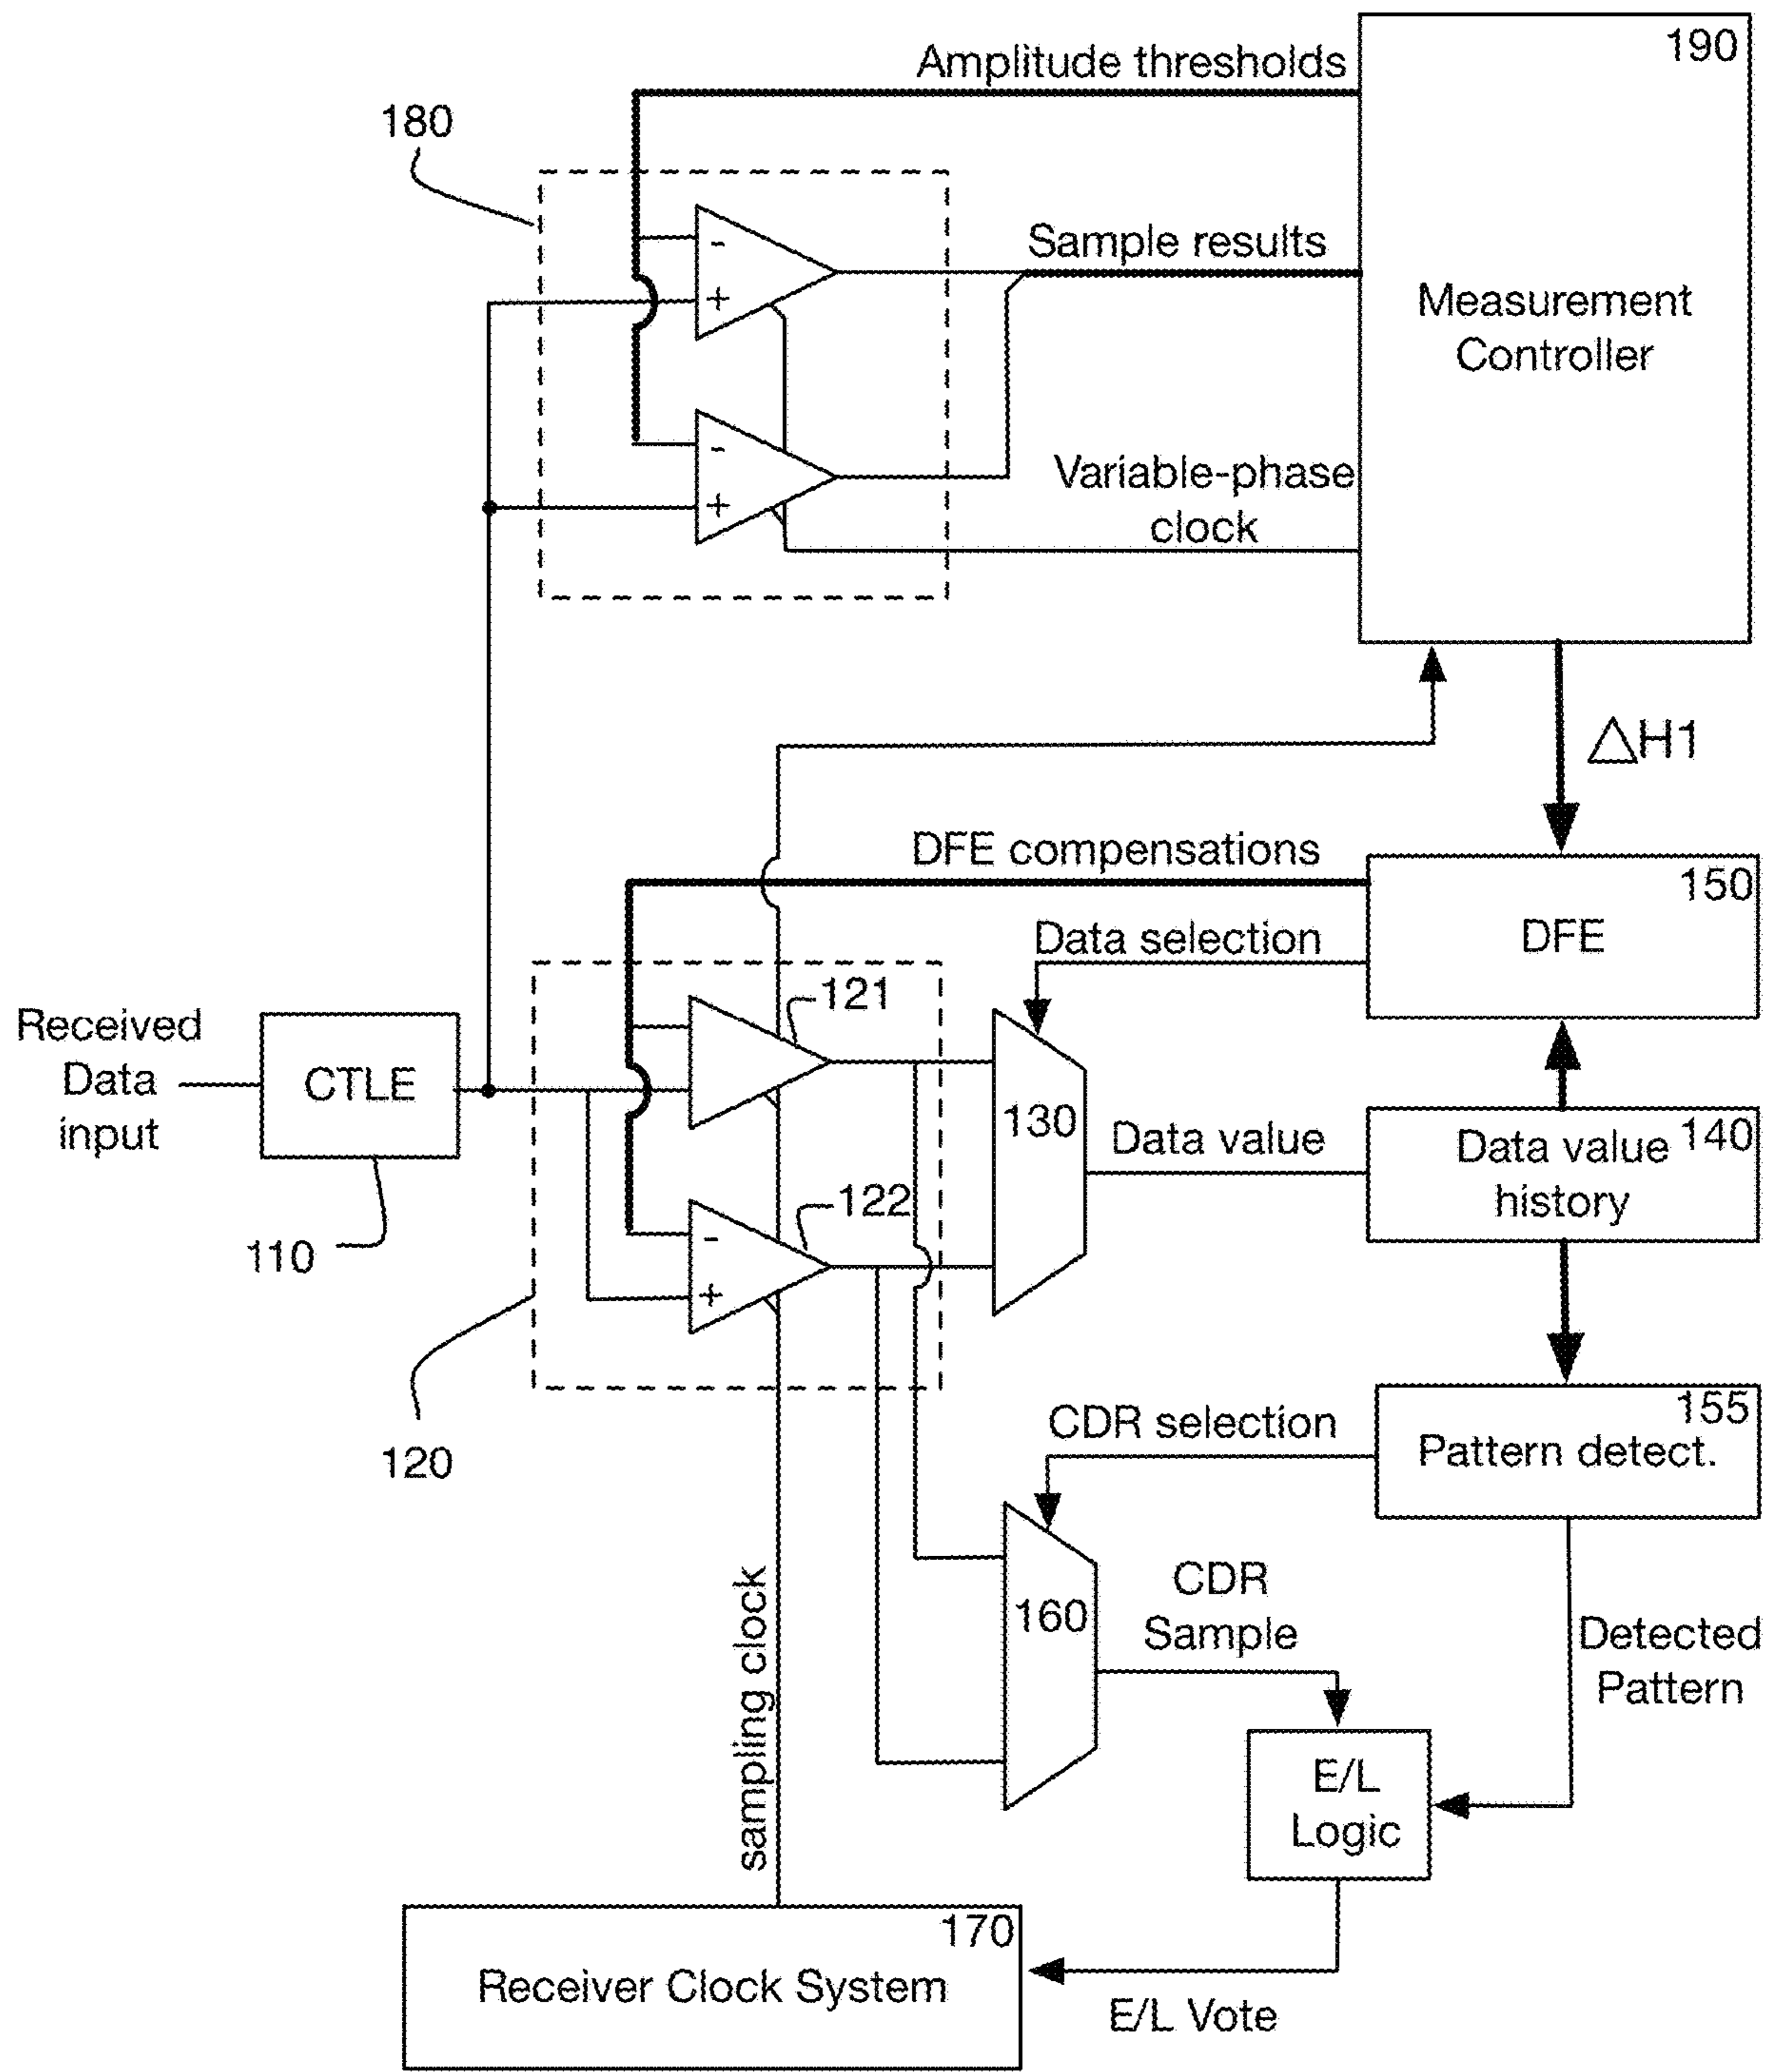 190
Amplitude thresholds
180
-
Sample results
+
Measurement
Controller
-
Variable-phase
+
clock
△H1
DFE compensations
150
DFE
Data selection
121
Received
Data
input
CTLE
130
Data value
140
Data value
history
122
-
110
+
120
CDR selection
155
Pattern detect.
sampling clock
160
CDR
Sample
Detected
Pattern
E/L
Logic
170
Receiver Clock System
E/L Vote